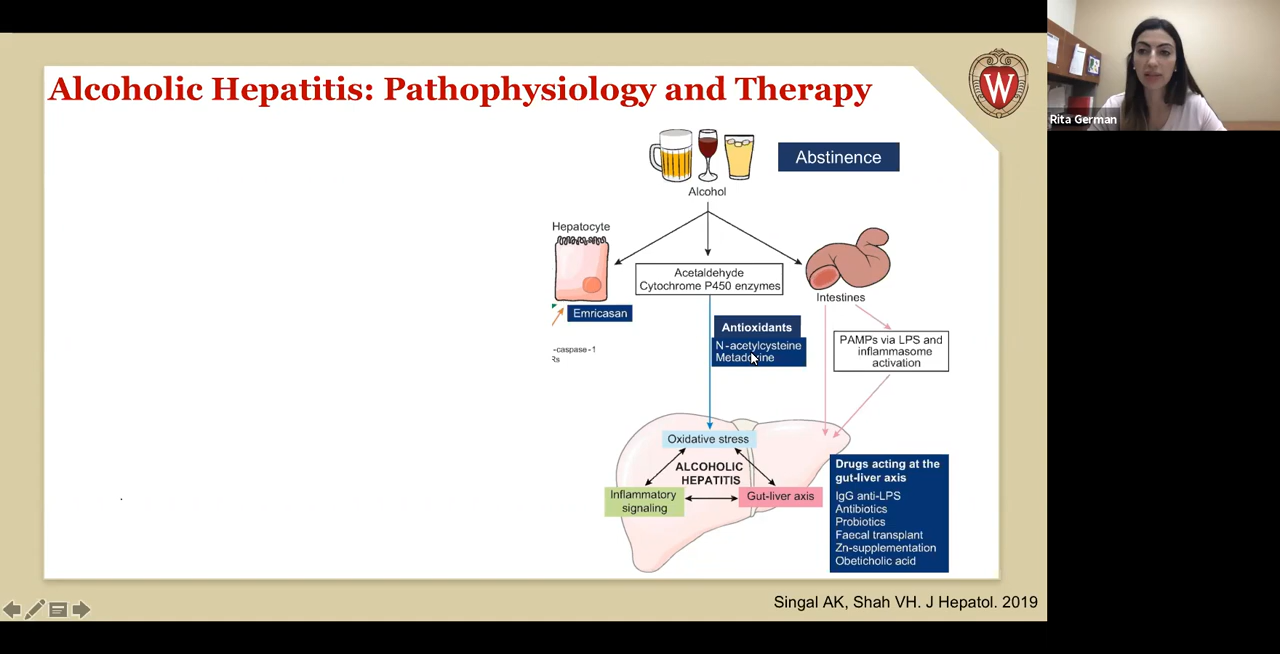 Alcoholic Hepatitis: Pathophysiology and Therapy
W
Rita German
Abstinence
Alcohol
Hepatocyte
Acetaldehyde
Cytochrome P450 enzymes
Intestines
Emricasan
Antioxidants
N-acetylcysteine
-caspase-1
Rs
PAMPs via LPS and
inflammasome
activation
Oxidative stress
ALCOHOLIC
HEPATITIS
Inflammatory
signaling
Gut-liver axis
Drugs acting at the
gut-liver axis
IgG anti-LPS
Antibiotics
Probiotics
Faecal transplant
Zn-supplementation
Obeticholic acid
Singal AK, Shah VH. J Hepatol. 2019